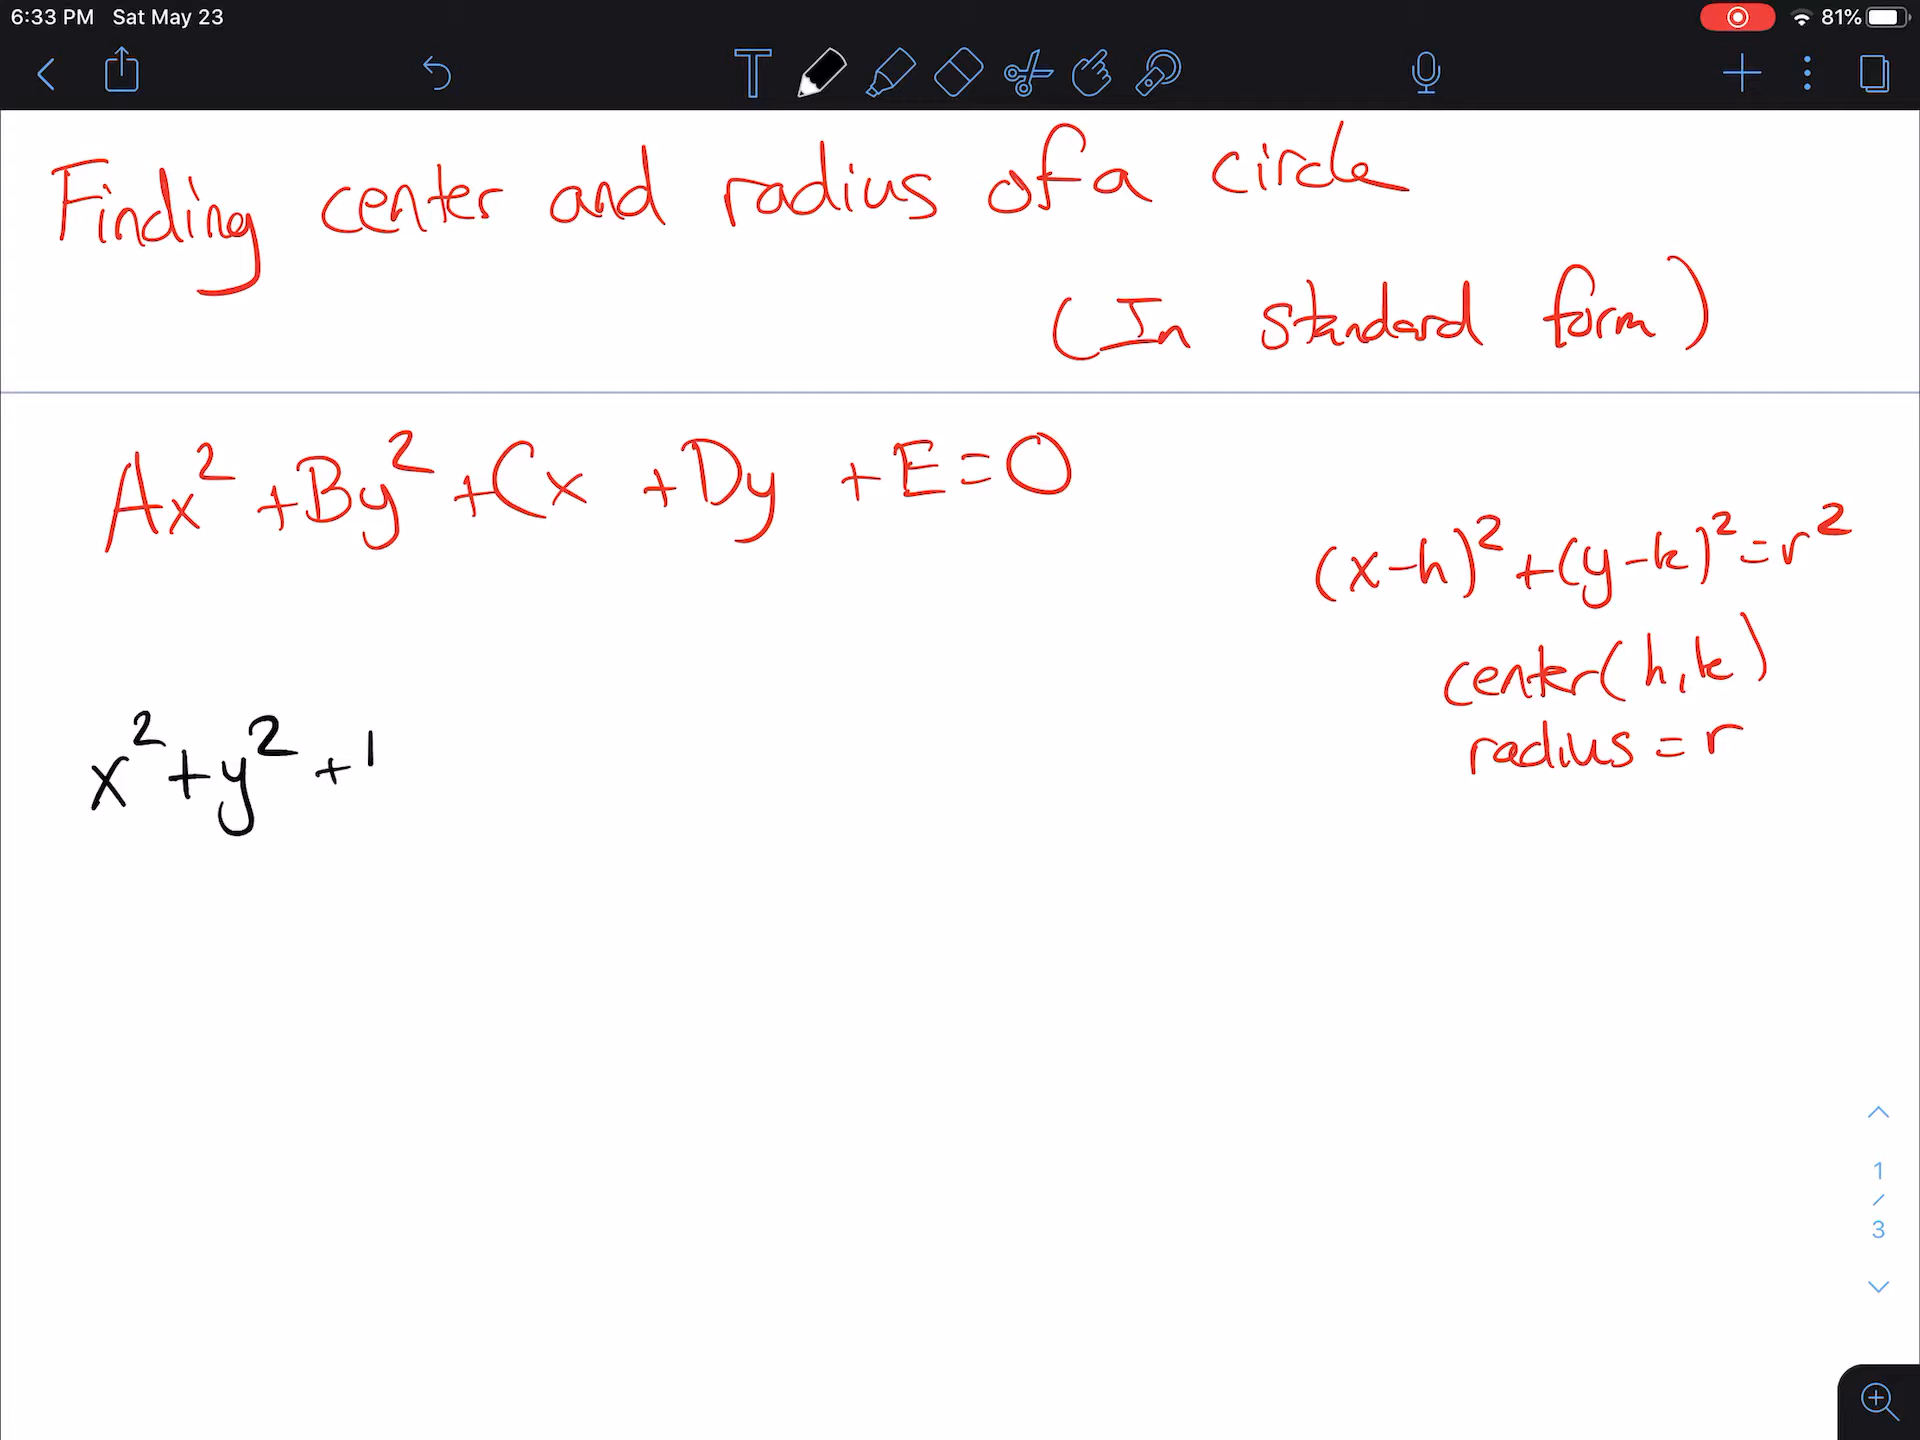 6:33 PM Sat May 23 81%
T
Finding center and radius of a circle
(In standard form)
Ax² + By² + Cx + Dy + E = 0
(x-h)² + (y-k)² = r²
center (h,k)
radius = r
x² + y² + 1
1
/
3